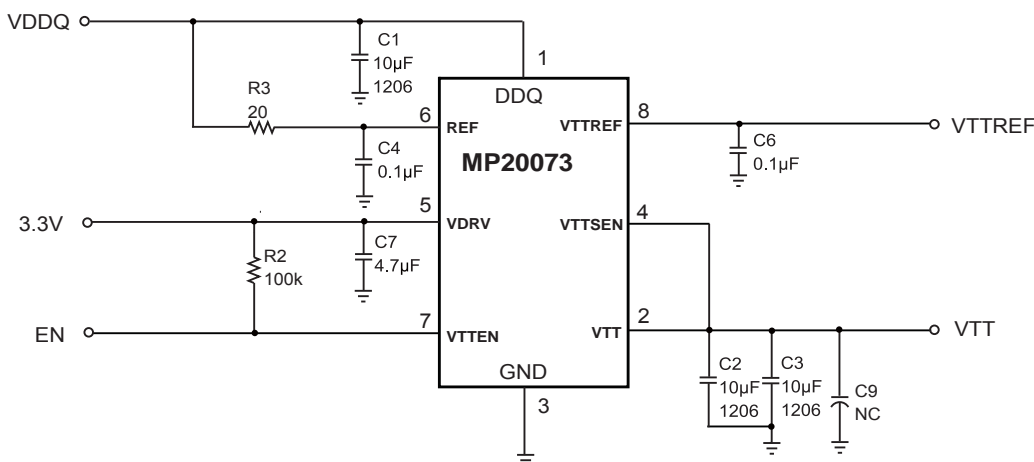 VDDQ
C1
10µF
1206
1
DDQ
R3
20
6
REF
C4
0.1µF
MP20073
8
VTTREF
VTTREF
C6
0.1µF
3.3V
5
VDRV
C7
4.7µF
R2
100k
4
VTTSEN
EN
7
VTTEN
2
VTT
VTT
GND
3
C2
10µF
1206
C3
10µF
1206
C9
NC